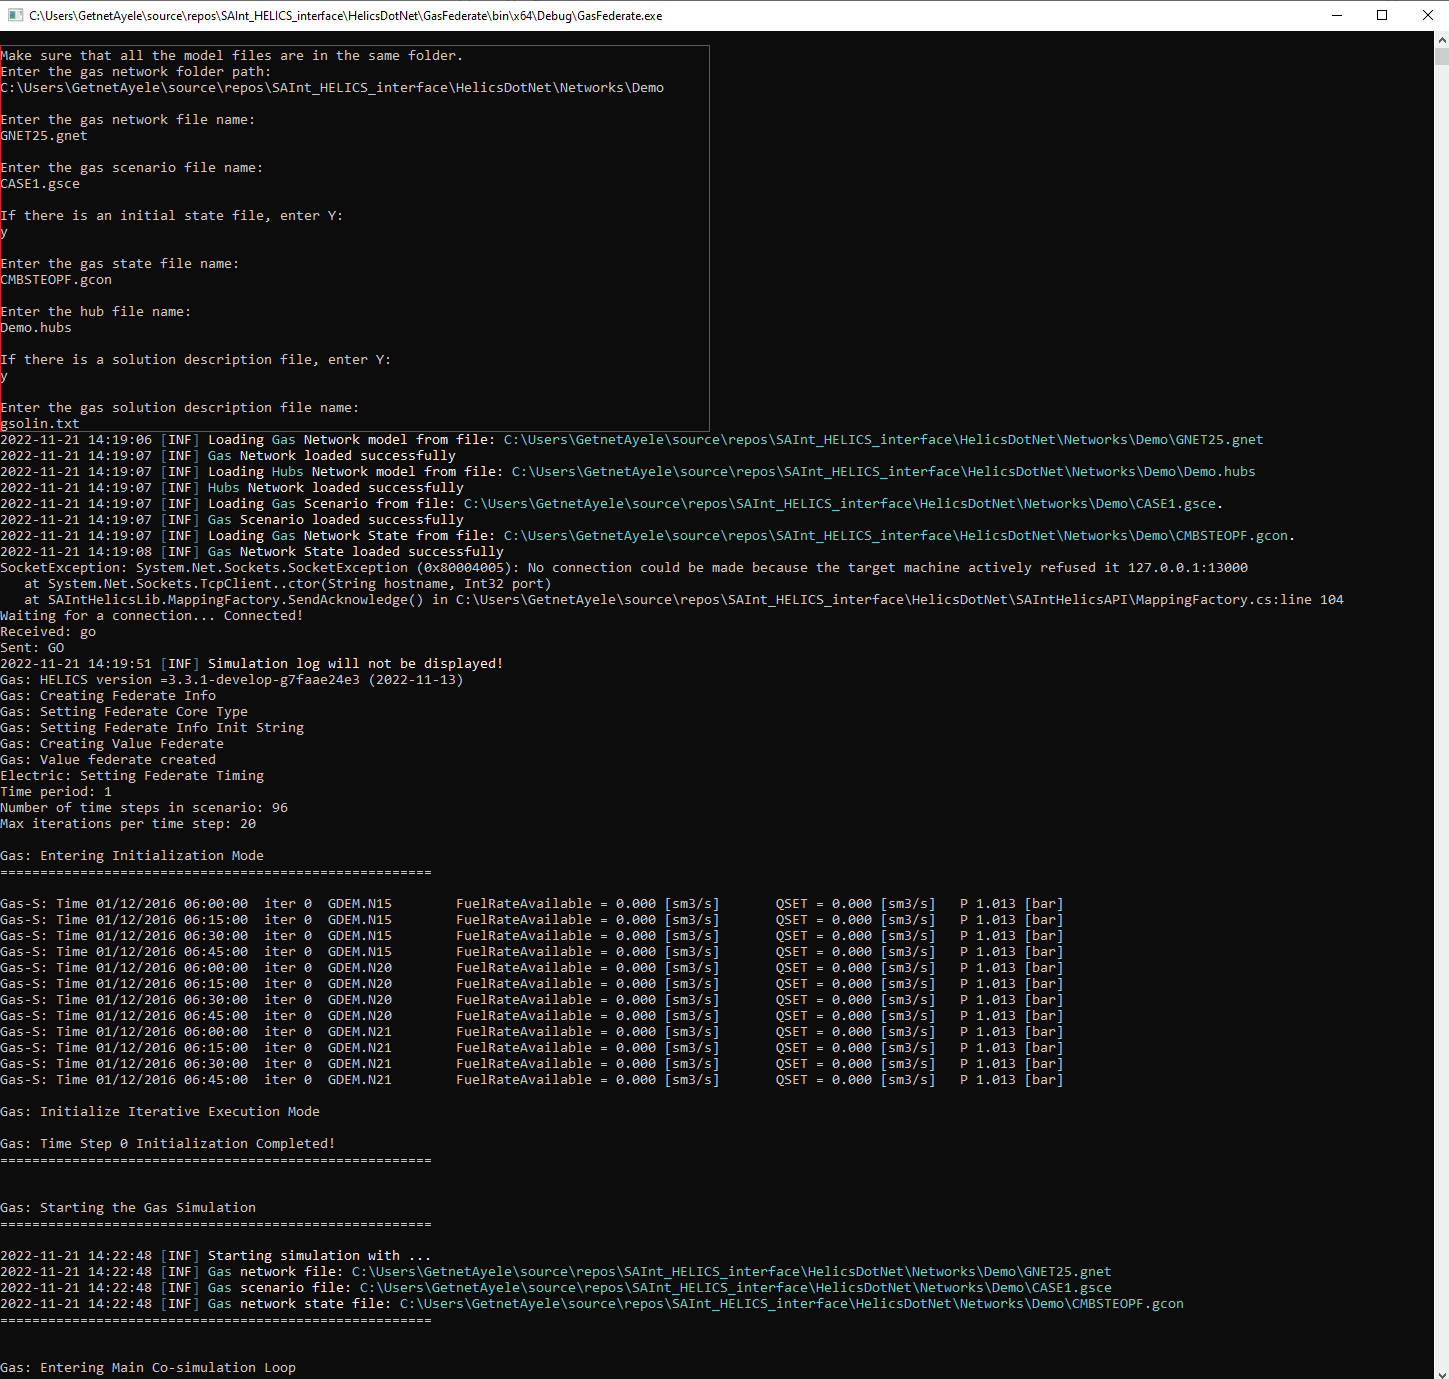 C:\Users\GetnetAyele\source\repos\SAInt_HELICS_interface\HelicsDotNet\GasFederate\bin\x64\Debug\GasFederate.exe
Make sure that all the model files are in the same folder.
Enter the gas network folder path:
C:\Users\GetnetAyele\source\repos\SAInt_HELICS_interface\HelicsDotNet\Networks\Demo
Enter the gas network file name:
GNET25.gnet
Enter the gas scenario file name:
CASE1.gsce
If there is an initial state file, enter Y:
y
Enter the gas state file name:
CMBSTEOPF.gcon
Enter the hub file name:
Demo.hubs
If there is a solution description file, enter Y:
y
Enter the gas solution description file name:
gsolin.txt
2022-11-21 14:19:06 [INF] Loading Gas Network model from file: C:\Users\GetnetAyele\source\repos\SAInt_HELICS_interface\HelicsDotNet\Networks\Demo\GNET25.gnet
2022-11-21 14:19:07 [INF] Gas Network loaded successfully
2022-11-21 14:19:07 [INF] Loading Hubs Network model from file: C:\Users\GetnetAyele\source\repos\SAInt_HELICS_interface\HelicsDotNet\Networks\Demo\Demo.hubs
2022-11-21 14:19:07 [INF] Hubs Network loaded successfully
2022-11-21 14:19:07 [INF] Loading Gas Scenario from file: C:\Users\GetnetAyele\source\repos\SAInt_HELICS_interface\HelicsDotNet\Networks\Demo\CASE1.gsce.
2022-11-21 14:19:07 [INF] Gas Scenario loaded successfully
2022-11-21 14:19:07 [INF] Loading Gas Network State from file: C:\Users\GetnetAyele\source\repos\SAInt_HELICS_interface\HelicsDotNet\Networks\Demo\CMBSTEOPF.gcon.
2022-11-21 14:19:08 [INF] Gas Network State loaded successfully
SocketException: System.Net.Sockets.SocketException (0x80004005): No connection could be made because the target machine actively refused it 127.0.0.1:13000
   at System.Net.Sockets.TcpClient..ctor(String hostname, Int32 port)
   at SAIntHelicsLib.MappingFactory.SendAcknowledge() in C:\Users\GetnetAyele\source\repos\SAInt_HELICS_interface\HelicsDotNet\SAIntHelicsAPI\MappingFactory.cs:line 104
Waiting for a connection... Connected!
Received: go
Sent: GO
2022-11-21 14:19:51 [INF] Simulation log will not be displayed!
Gas: HELICS version =3.3.1-develop-g7faae24e3 (2022-11-13)
Gas: Creating Federate Info
Gas: Setting Federate Core Type
Gas: Setting Federate Info Init String
Gas: Creating Value Federate
Gas: Value federate created
Electric: Setting Federate Timing
Time period: 1
Number of time steps in scenario: 96
Max iterations per time step: 20
Gas: Entering Initialization Mode
======================================================
Gas-S: Time 01/12/2016 06:00:00  iter 0  GDEM.N15        FuelRateAvailable = 0.000 [sm3/s]       QSET = 0.000 [sm3/s]   P 1.013 [bar]
Gas-S: Time 01/12/2016 06:15:00  iter 0  GDEM.N15        FuelRateAvailable = 0.000 [sm3/s]       QSET = 0.000 [sm3/s]   P 1.013 [bar]
Gas-S: Time 01/12/2016 06:30:00  iter 0  GDEM.N15        FuelRateAvailable = 0.000 [sm3/s]       QSET = 0.000 [sm3/s]   P 1.013 [bar]
Gas-S: Time 01/12/2016 06:45:00  iter 0  GDEM.N15        FuelRateAvailable = 0.000 [sm3/s]       QSET = 0.000 [sm3/s]   P 1.013 [bar]
Gas-S: Time 01/12/2016 06:00:00  iter 0  GDEM.N20        FuelRateAvailable = 0.000 [sm3/s]       QSET = 0.000 [sm3/s]   P 1.013 [bar]
Gas-S: Time 01/12/2016 06:15:00  iter 0  GDEM.N20        FuelRateAvailable = 0.000 [sm3/s]       QSET = 0.000 [sm3/s]   P 1.013 [bar]
Gas-S: Time 01/12/2016 06:30:00  iter 0  GDEM.N20        FuelRateAvailable = 0.000 [sm3/s]       QSET = 0.000 [sm3/s]   P 1.013 [bar]
Gas-S: Time 01/12/2016 06:45:00  iter 0  GDEM.N20        FuelRateAvailable = 0.000 [sm3/s]       QSET = 0.000 [sm3/s]   P 1.013 [bar]
Gas-S: Time 01/12/2016 06:00:00  iter 0  GDEM.N21        FuelRateAvailable = 0.000 [sm3/s]       QSET = 0.000 [sm3/s]   P 1.013 [bar]
Gas-S: Time 01/12/2016 06:15:00  iter 0  GDEM.N21        FuelRateAvailable = 0.000 [sm3/s]       QSET = 0.000 [sm3/s]   P 1.013 [bar]
Gas-S: Time 01/12/2016 06:30:00  iter 0  GDEM.N21        FuelRateAvailable = 0.000 [sm3/s]       QSET = 0.000 [sm3/s]   P 1.013 [bar]
Gas-S: Time 01/12/2016 06:45:00  iter 0  GDEM.N21        FuelRateAvailable = 0.000 [sm3/s]       QSET = 0.000 [sm3/s]   P 1.013 [bar]
Gas: Initialize Iterative Execution Mode
Gas: Time Step 0 Initialization Completed!
======================================================
Gas: Starting the Gas Simulation
======================================================
2022-11-21 14:22:48 [INF] Starting simulation with ...
2022-11-21 14:22:48 [INF] Gas network file: C:\Users\GetnetAyele\source\repos\SAInt_HELICS_interface\HelicsDotNet\Networks\Demo\GNET25.gnet
2022-11-21 14:22:48 [INF] Gas scenario file: C:\Users\GetnetAyele\source\repos\SAInt_HELICS_interface\HelicsDotNet\Networks\Demo\CASE1.gsce
2022-11-21 14:22:48 [INF] Gas network state file: C:\Users\GetnetAyele\source\repos\SAInt_HELICS_interface\HelicsDotNet\Networks\Demo\CMBSTEOPF.gcon
======================================================
Gas: Entering Main Co-simulation Loop